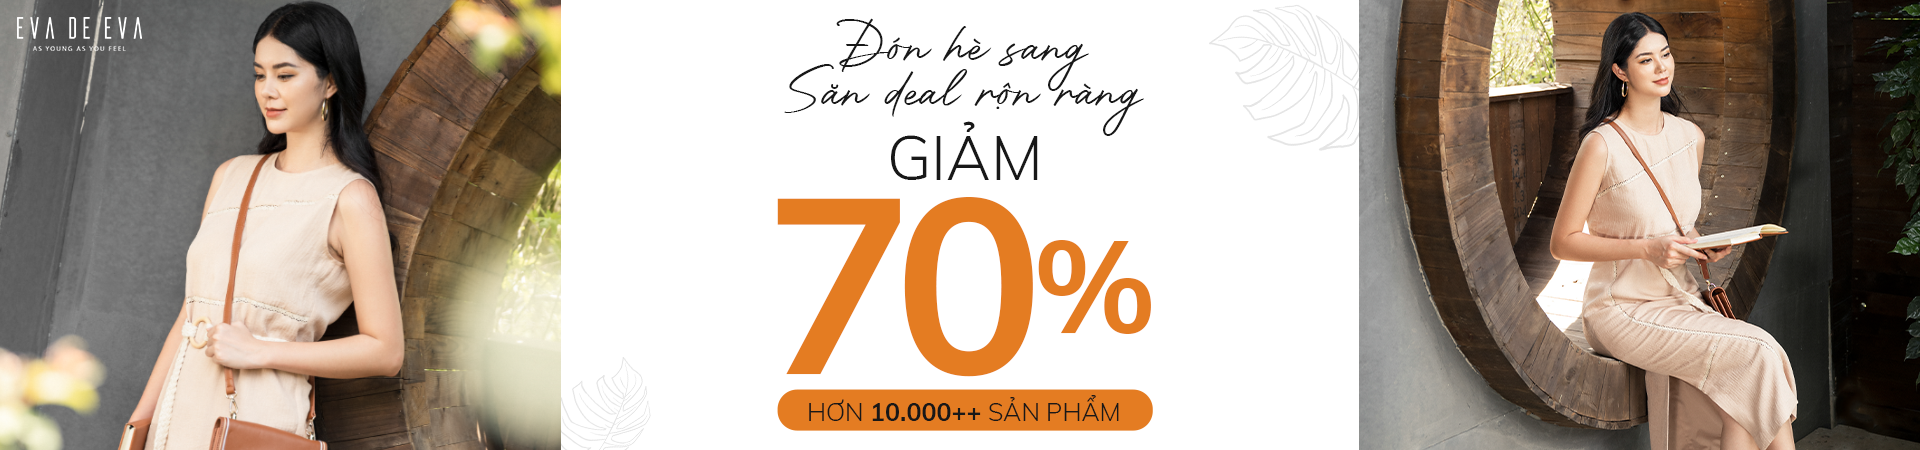 EVA DE EVA
AS YOUNG AS YOU FEEL
Đón hè sang
Săn deal rộn ràng
GIẢM
70%
HƠN 10.000++ SẢN PHẨM